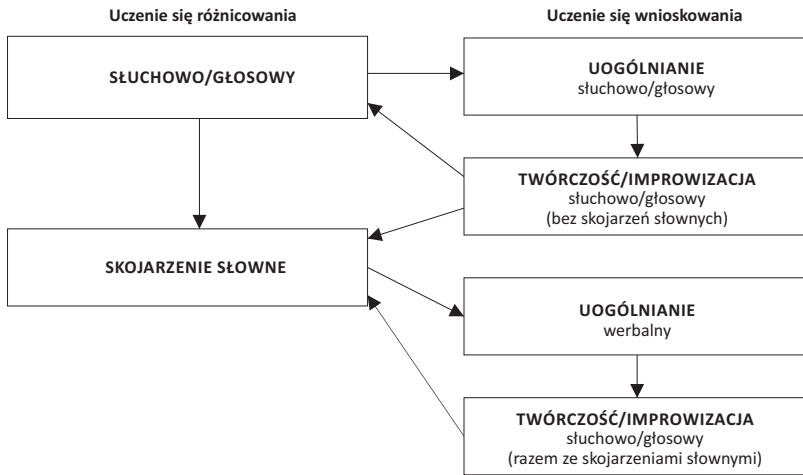 Uczenie się różnicowania
Uczenie się wnioskowania
SŁUCHOWO/GŁOSOWY
UOGÓLNIANIE
słuchowo/głosowy
TWÓRCZOŚĆ/IMPROWIZACJA
słuchowo/głosowy
(bez skojarzeń słownych)
SKOJARZENIE SŁOWNE
UOGÓLNIANIE
werbalny
TWÓRCZOŚĆ/IMPROWIZACJA
słuchowo/głosowy
(razem ze skojarzeniami słownymi)